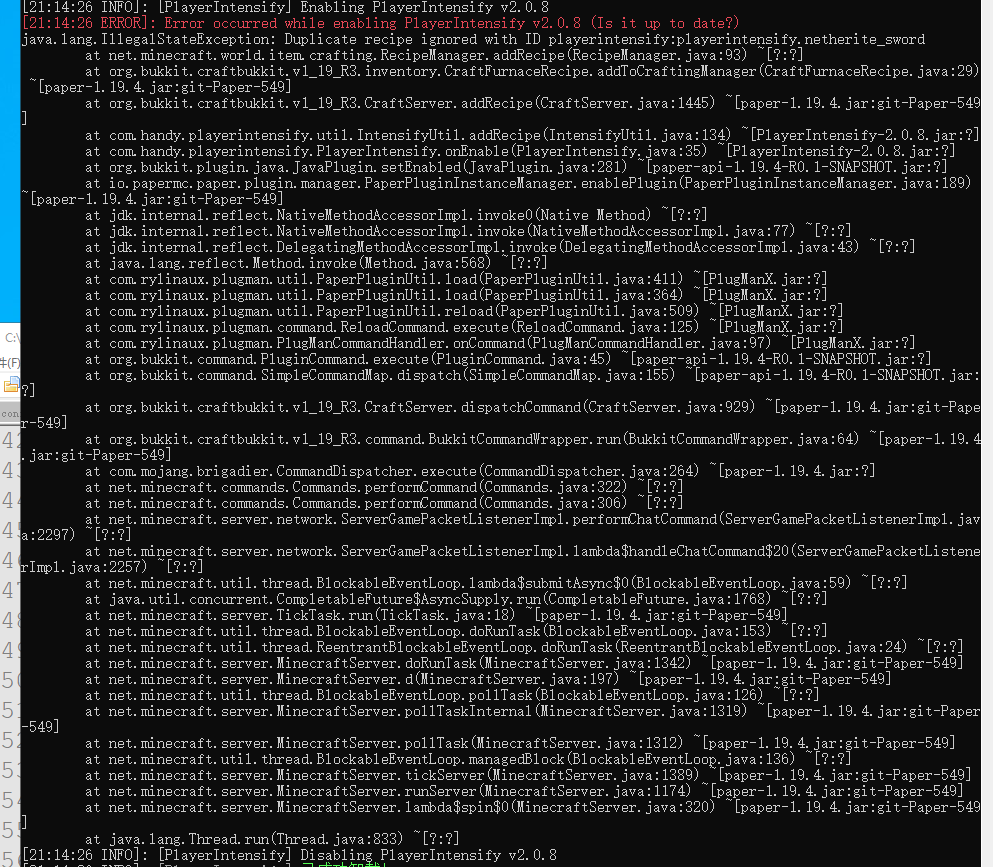 [21:14:26 INFO]: [PlayerIntensify] Enabling PlayerIntensify v2.0.8
[21:14:26 ERROR]: Error occurred while enabling PlayerIntensify v2.0.8 (Is it up to date?)
java.lang.IllegalStateException: Duplicate recipe ignored with ID playerintensify:playerintensify.netherite_sword
at net.minecraft.world.item.crafting.RecipeManager.addRecipe(RecipeManager.java:93) ~[?:?]
at org.bukkit.craftbukkit.v1_19_R3.inventory.CraftFurnaceRecipe.addToCraftingManager(CraftFurnaceRecipe.java:29)
~[paper-1.19.4.jar:git-Paper-549]
at org.bukkit.craftbukkit.v1_19_R3.CraftServer.addRecipe(CraftServer.java:1445) ~[paper-1.19.4.jar:git-Paper-549
]
at com.handy.playerintensify.util.IntensifyUtil.addRecipe(IntensifyUtil.java:134) ~[PlayerIntensify-2.0.8.jar:?]
at com.handy.playerintensify.PlayerIntensify.onEnable(PlayerIntensify.java:35) ~[PlayerIntensify-2.0.8.jar:?]
at org.bukkit.plugin.java.JavaPlugin.setEnabled(JavaPlugin.java:281) ~[paper-api-1.19.4-R0.1-SNAPSHOT.jar:?]
at io.papermc.paper.plugin.manager.PaperPluginInstanceManager.enablePlugin(PaperPluginInstanceManager.java:189)
~[paper-1.19.4.jar:git-Paper-549]
at jdk.internal.reflect.NativeMethodAccessorImpl.invoke0(Native Method) ~[?:?]
at jdk.internal.reflect.NativeMethodAccessorImpl.invoke(NativeMethodAccessorImpl.java:77) ~[?:?]
at jdk.internal.reflect.DelegatingMethodAccessorImpl.invoke(DelegatingMethodAccessorImpl.java:43) ~[?:?]
at java.lang.reflect.Method.invoke(Method.java:568) ~[?:?]
at com.rylinaux.plugman.util.PaperPluginUtil.load(PaperPluginUtil.java:411) ~[PlugManX.jar:?]
at com.rylinaux.plugman.util.PaperPluginUtil.load(PaperPluginUtil.java:364) ~[PlugManX.jar:?]
at com.rylinaux.plugman.util.PaperPluginUtil.reload(PaperPluginUtil.java:509) ~[PlugManX.jar:?]
at com.rylinaux.plugman.command.ReloadCommand.execute(ReloadCommand.java:125) ~[PlugManX.jar:?]
at com.rylinaux.plugman.PlugManCommandHandler.onCommand(PlugManCommandHandler.java:97) ~[PlugManX.jar:?]
at org.bukkit.command.PluginCommand.execute(PluginCommand.java:45) ~[paper-api-1.19.4-R0.1-SNAPSHOT.jar:?]
at org.bukkit.command.SimpleCommandMap.dispatch(SimpleCommandMap.java:155) ~[paper-api-1.19.4-R0.1-SNAPSHOT.jar:
?]
at org.bukkit.craftbukkit.v1_19_R3.CraftServer.dispatchCommand(CraftServer.java:929) ~[paper-1.19.4.jar:git-Pape
r-549]
at org.bukkit.craftbukkit.v1_19_R3.command.BukkitCommandWrapper.run(BukkitCommandWrapper.java:64) ~[paper-1.19.4
.jar:git-Paper-549]
at com.mojang.brigadier.CommandDispatcher.execute(CommandDispatcher.java:264) ~[paper-1.19.4.jar:?]
at net.minecraft.commands.Commands.performCommand(Commands.java:322) ~[?:?]
at net.minecraft.commands.Commands.performCommand(Commands.java:306) ~[?:?]
at net.minecraft.server.network.ServerGamePacketListenerImpl.performChatCommand(ServerGamePacketListenerImpl.jav
a:2297) ~[?:?]
at net.minecraft.server.network.ServerGamePacketListenerImpl.lambda$handleChatCommand$20(ServerGamePacketListene
rImpl.java:2257) ~[?:?]
at net.minecraft.util.thread.BlockableEventLoop.lambda$submitAsync$0(BlockableEventLoop.java:59) ~[?:?]
at java.util.concurrent.CompletableFuture$AsyncSupply.run(CompletableFuture.java:1768) ~[?:?]
at net.minecraft.server.TickTask.run(TickTask.java:18) ~[paper-1.19.4.jar:git-Paper-549]
at net.minecraft.util.thread.BlockableEventLoop.doRunTask(BlockableEventLoop.java:153) ~[?:?]
at net.minecraft.util.thread.ReentrantBlockableEventLoop.doRunTask(ReentrantBlockableEventLoop.java:24) ~[?:?]
at net.minecraft.server.MinecraftServer.doRunTask(MinecraftServer.java:1342) ~[paper-1.19.4.jar:git-Paper-549]
at net.minecraft.server.MinecraftServer.d(MinecraftServer.java:197) ~[paper-1.19.4.jar:git-Paper-549]
at net.minecraft.util.thread.BlockableEventLoop.pollTask(BlockableEventLoop.java:126) ~[?:?]
at net.minecraft.server.MinecraftServer.pollTaskInternal(MinecraftServer.java:1319) ~[paper-1.19.4.jar:git-Paper
-549]
at net.minecraft.server.MinecraftServer.pollTask(MinecraftServer.java:1312) ~[paper-1.19.4.jar:git-Paper-549]
at net.minecraft.util.thread.BlockableEventLoop.managedBlock(BlockableEventLoop.java:136) ~[?:?]
at net.minecraft.server.MinecraftServer.tickServer(MinecraftServer.java:1389) ~[paper-1.19.4.jar:git-Paper-549]
at net.minecraft.server.MinecraftServer.runServer(MinecraftServer.java:1174) ~[paper-1.19.4.jar:git-Paper-549]
at net.minecraft.server.MinecraftServer.lambda$spin$0(MinecraftServer.java:320) ~[paper-1.19.4.jar:git-Paper-549
]
at java.lang.Thread.run(Thread.java:833) ~[?:?]
[21:14:26 INFO]: [PlayerIntensify] Disabling PlayerIntensify v2.0.8